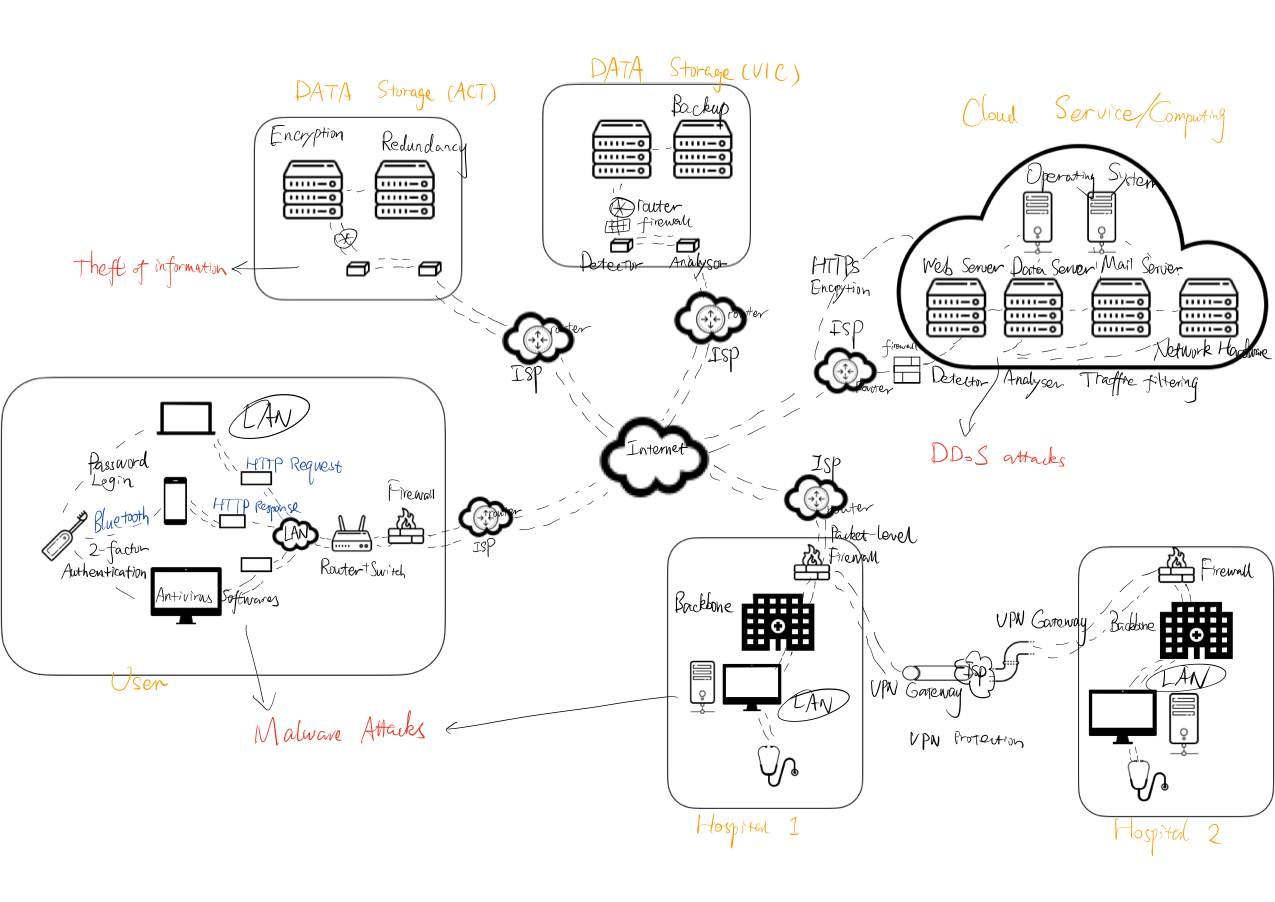 DATA Storage (ACT)
DATA Storage (VIC)
Cloud Service/Computing
Encryption
Redundancy
Backup
router
firewall
Detector
Analyser
Theft of information
router
ISP
router
ISP
HTTPs
Encrytion
ISP
Router
firewall
Operating System
Web Server
Data Server
Mail Server
Network Hardware
Detector
Analyser
Traffic filtering
DDoS attacks
Internet
LAN
Password
Login
HTTP Request
Bluetooth
HTTP Response
2-factor
Authentication
Antivirus Softwares
LAN
Router+Switch
Firewall
router
ISP
User
Malware Attacks
ISP
router
Packet-level
Firewall
Backbone
LAN
Hospital 1
VPN Gateway
ISP
VPN Gateway
VPN Protection
Firewall
Backbone
LAN
Hospital 2